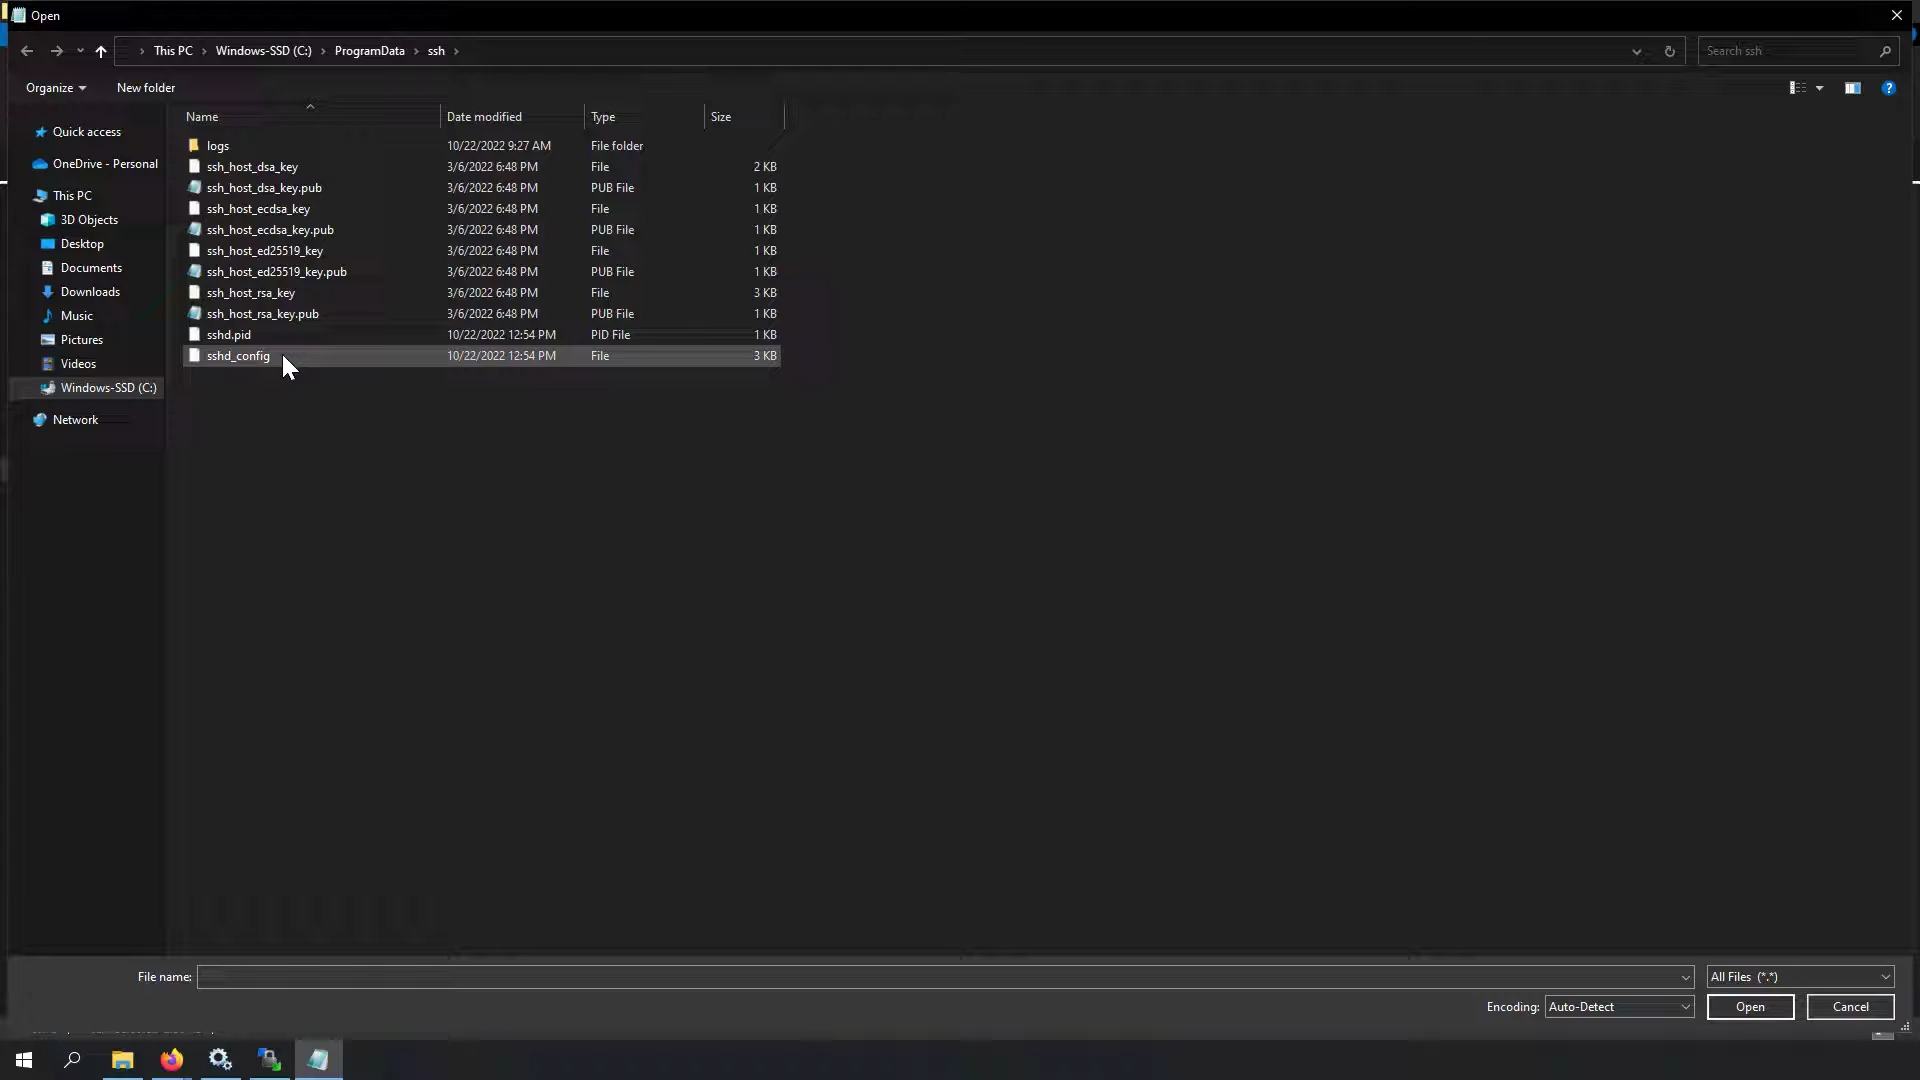 Open
This PC Windows-SSD (C:) ProgramData ssh
Search ssh
Organize New folder
Name Date modified Type Size
Quick access
OneDrive - Personal
This PC
3D Objects
Desktop
Documents
Downloads
Music
Pictures
Videos
Windows-SSD (C:)
Network
logs 10/22/2022 9:27 AM File folder
ssh_host_dsa_key 3/6/2022 6:48 PM File 2 KB
ssh_host_dsa_key.pub 3/6/2022 6:48 PM PUB File 1 KB
ssh_host_ecdsa_key 3/6/2022 6:48 PM File 1 KB
ssh_host_ecdsa_key.pub 3/6/2022 6:48 PM PUB File 1 KB
ssh_host_ed25519_key 3/6/2022 6:48 PM File 1 KB
ssh_host_ed25519_key.pub 3/6/2022 6:48 PM PUB File 1 KB
ssh_host_rsa_key 3/6/2022 6:48 PM File 3 KB
ssh_host_rsa_key.pub 3/6/2022 6:48 PM PUB File 1 KB
sshd.pid 10/22/2022 12:54 PM PID File 1 KB
sshd_config 10/22/2022 12:54 PM File 3 KB
File name: All Files (*.*)
Encoding: Auto-Detect Open Cancel